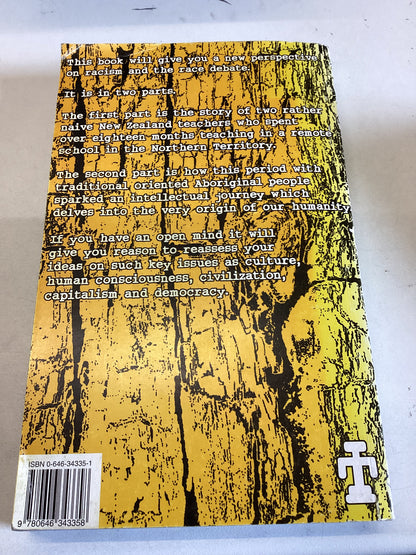 This book will give you a new perspective
on racism and the race debate.
It is in two parts.
The first part is the story of two rather
naive New Zealand teachers who spent
over eighteen months teaching in a remote
school in the Northern Territory.
The second part is how this period with
traditional oriented Aboriginal people
sparked an intellectual journey which
delves into the very origin of our humanity
If you have an open mind it will
give you reason to reassess your
ideas on such key issues as culture,
human consciousness, civilization,
capitalism and democracy.
ISBN 0-646-34335-1
9 780646 343358